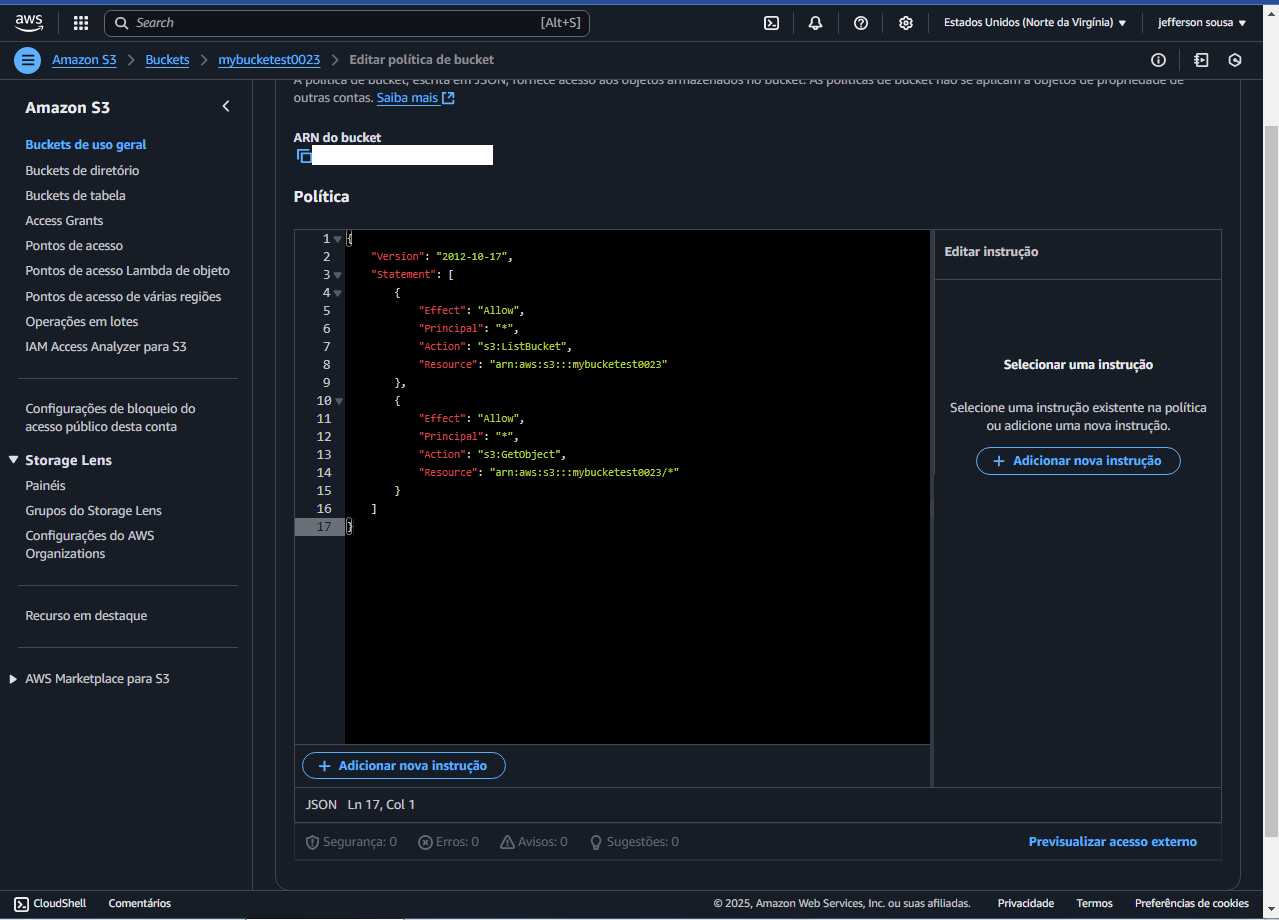 aws
Search [Alt+S]
Estados Unidos (Norte da Virgínia) ▼
jefferson sousa ▼
Amazon S3 > Buckets > mybucketest0023 > Editar política de bucket
Amazon S3
Buckets de uso geral
Buckets de diretório
Buckets de tabela
Access Grants
Pontos de acesso
Pontos de acesso Lambda de objeto
Pontos de acesso de várias regiões
Operações em lotes
IAM Access Analyzer para S3
Configurações de bloqueio do
acesso público desta conta
Storage Lens
Painéis
Grupos do Storage Lens
Configurações do AWS
Organizations
Recurso em destaque
AWS Marketplace para S3
A política de bucket, escrita em JSON, fornece acesso aos objetos armazenados no bucket. As políticas de bucket não se aplicam a objetos de propriedade de
outras contas. Saiba mais
ARN do bucket
Política
1 {
2 "Version": "2012-10-17",
3 "Statement": [
4 {
5 "Effect": "Allow",
6 "Principal": "*",
7 "Action": "s3:ListBucket",
8 "Resource": "arn:aws:s3:::mybucketest0023"
9 },
10 {
11 "Effect": "Allow",
12 "Principal": "*",
13 "Action": "s3:GetObject",
14 "Resource": "arn:aws:s3:::mybucketest0023/*"
15 }
16 ]
17 }
+ Adicionar nova instrução
JSON Ln 17, Col 1
Segurança: 0 Erros: 0 Avisos: 0 Sugestões: 0
Previsualizar acesso externo
Editar instrução
Selecionar uma instrução
Selecione uma instrução existente na política
ou adicione uma nova instrução.
+ Adicionar nova instrução
CloudShell Comentários
© 2025, Amazon Web Services, Inc. ou suas afiliadas. Privacidade Termos Preferências de cookies